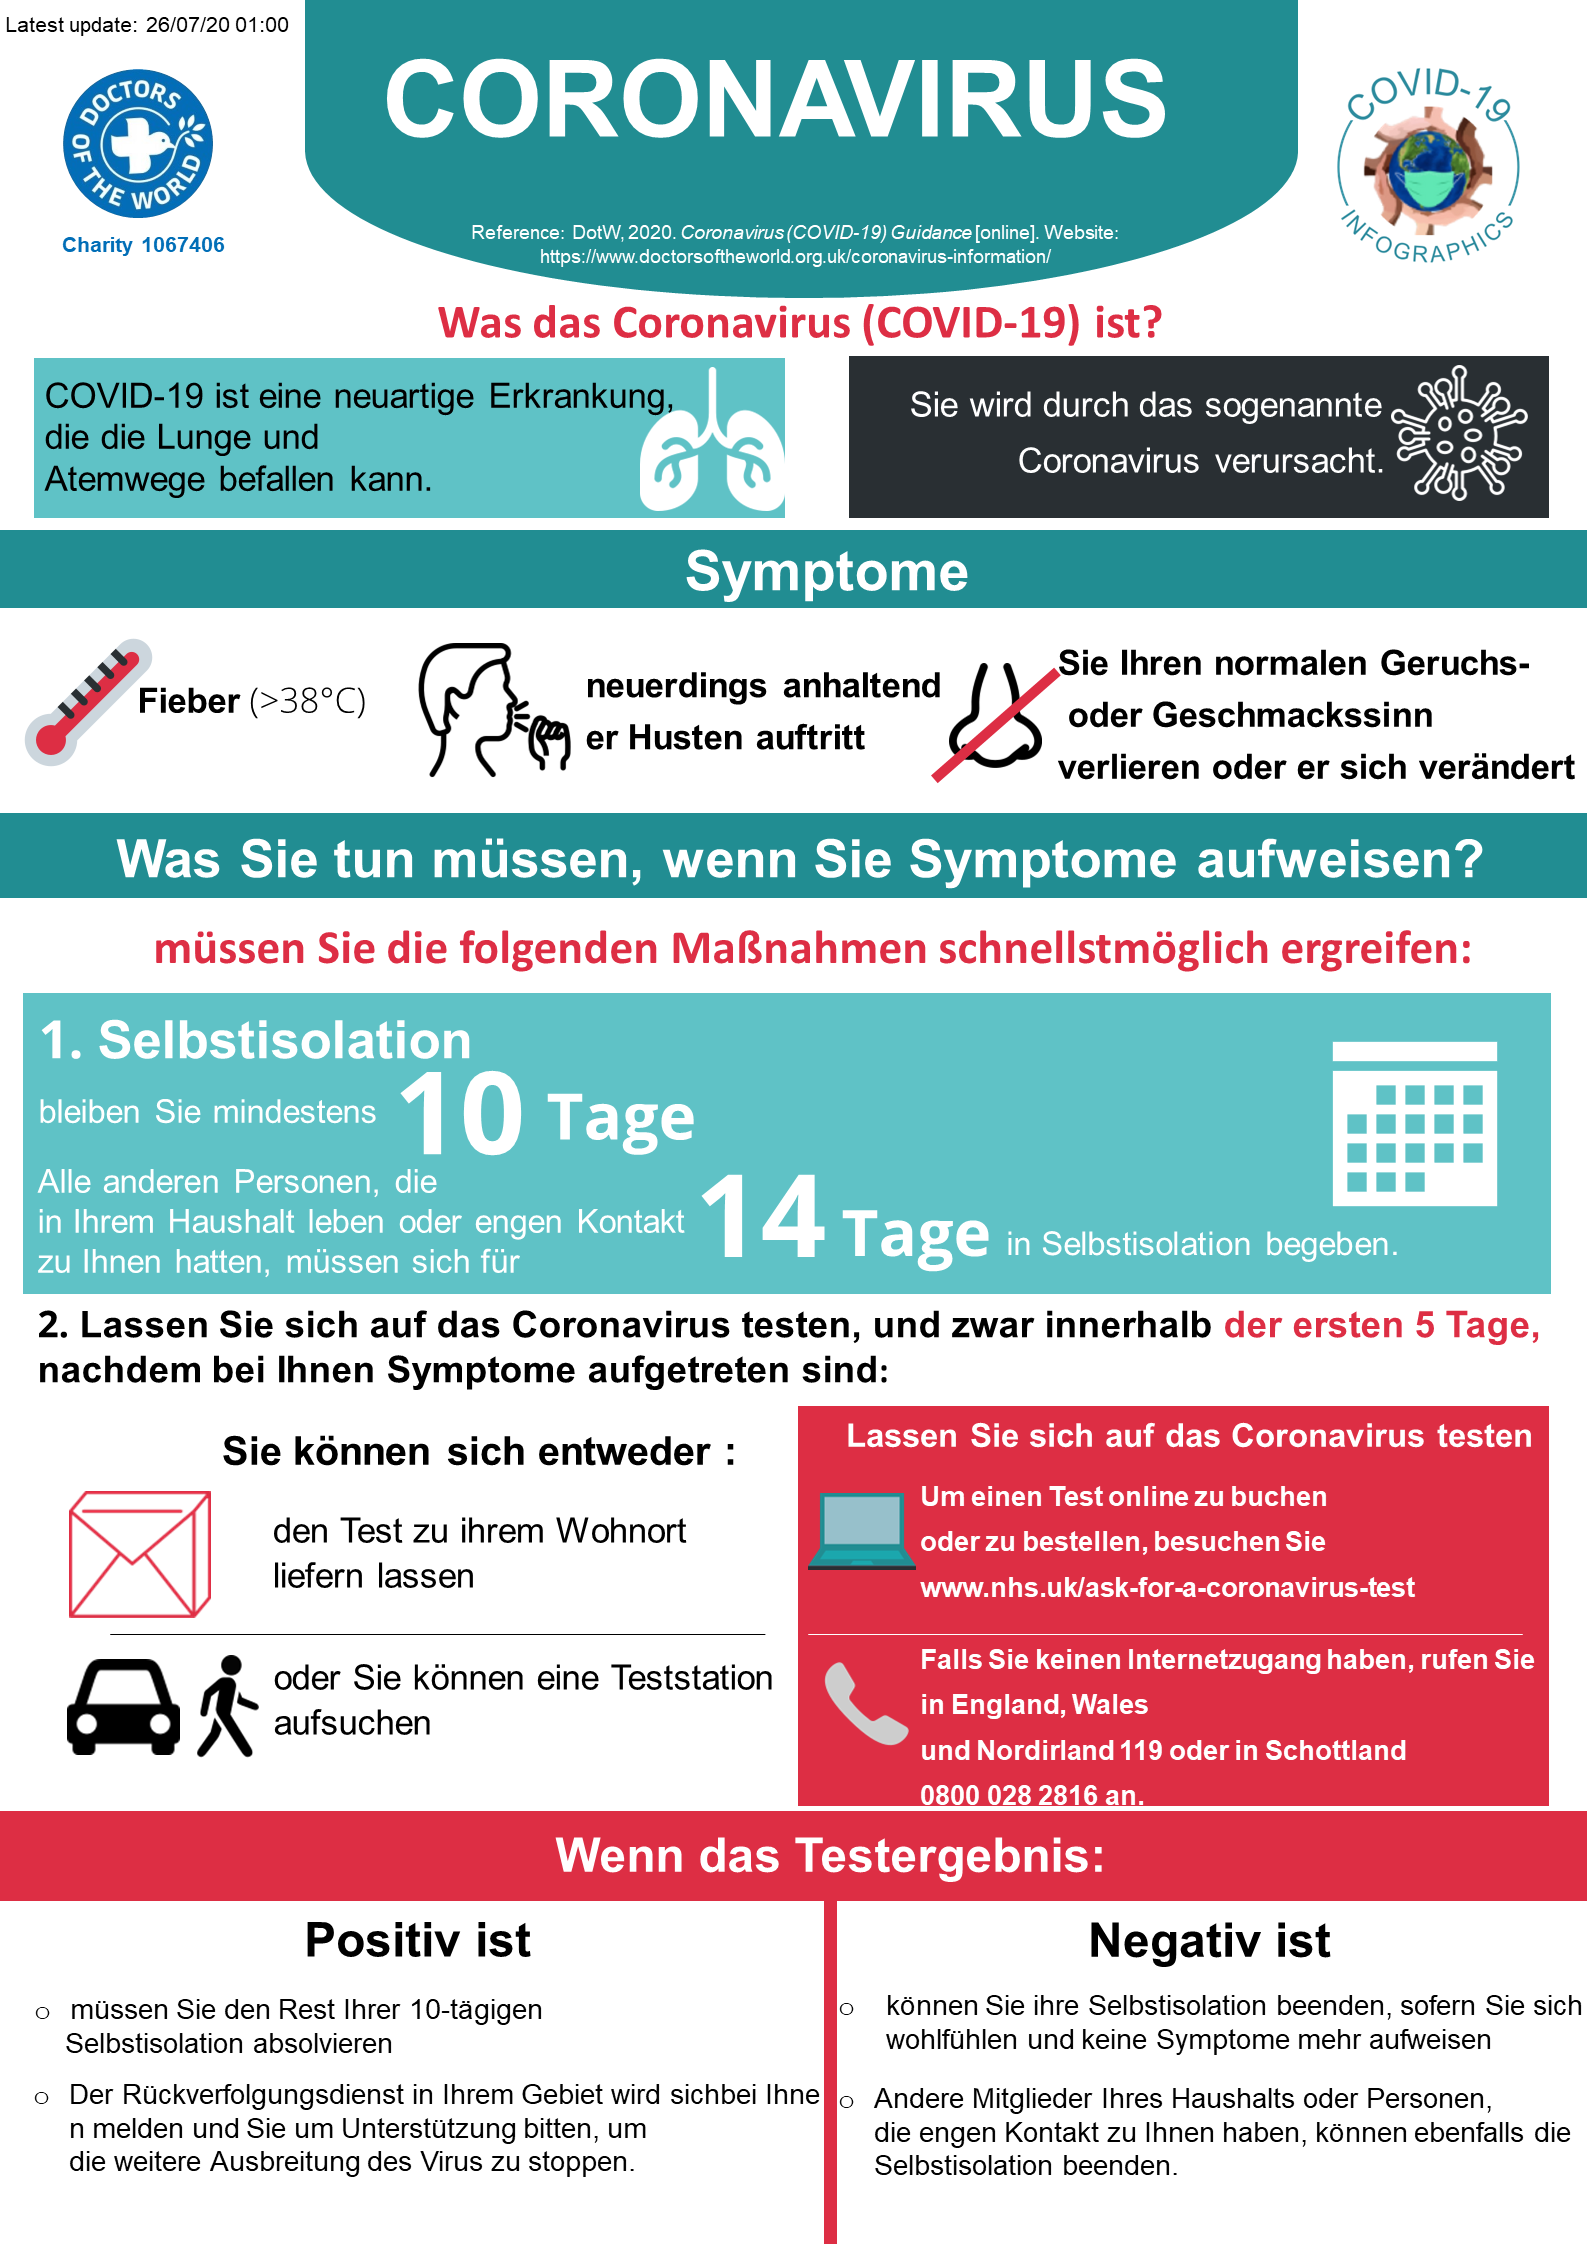 Latest update: 26/07/20 01:00
DOCTORS
OF THE WORLD
Charity 1067406
CORONAVIRUS
Reference: DotW, 2020. Coronavirus (COVID-19) Guidance [online]. Website:
https://www.doctorsoftheworld.org.uk/coronavirus-information/
COVID-19
INFOGRAPHICS
Was das Coronavirus (COVID-19) ist?
COVID-19 ist eine neuartige Erkrankung,
die die Lunge und
Atemwege befallen kann.
Sie wird durch das sogenannte
Coronavirus verursacht.
Symptome
Fieber (>38°C)
neuerdings anhaltend
er Husten auftritt
Sie Ihren normalen Geruchs-
oder Geschmackssinn
verlieren oder er sich verändert
Was Sie tun müssen, wenn Sie Symptome aufweisen?
müssen Sie die folgenden Maßnahmen schnellstmöglich ergreifen:
1. Selbstisolation
bleiben Sie mindestens 10 Tage
Alle anderen Personen, die
in Ihrem Haushalt leben oder engen Kontakt
zu Ihnen hatten, müssen sich für 14 Tage in Selbstisolation begeben.
2. Lassen Sie sich auf das Coronavirus testen, und zwar innerhalb der ersten 5 Tage,
nachdem bei Ihnen Symptome aufgetreten sind:
Sie können sich entweder :
den Test zu ihrem Wohnort
liefern lassen
oder Sie können eine Teststation
aufsuchen
Lassen Sie sich auf das Coronavirus testen
Um einen Test online zu buchen
oder zu bestellen, besuchen Sie
www.nhs.uk/ask-for-a-coronavirus-test
Falls Sie keinen Internetzugang haben, rufen Sie
in England, Wales
und Nordirland 119 oder in Schottland
0800 028 2816 an.
Wenn das Testergebnis:
Positiv ist
o müssen Sie den Rest Ihrer 10-tägigen
Selbstisolation absolvieren
o Der Rückverfolgungsdienst in Ihrem Gebiet wird sichbei Ihne
n melden und Sie um Unterstützung bitten, um
die weitere Ausbreitung des Virus zu stoppen.
Negativ ist
o können Sie ihre Selbstisolation beenden, sofern Sie sich
wohlfühlen und keine Symptome mehr aufweisen
o Andere Mitglieder Ihres Haushalts oder Personen,
die engen Kontakt zu Ihnen haben, können ebenfalls die
Selbstisolation beenden.